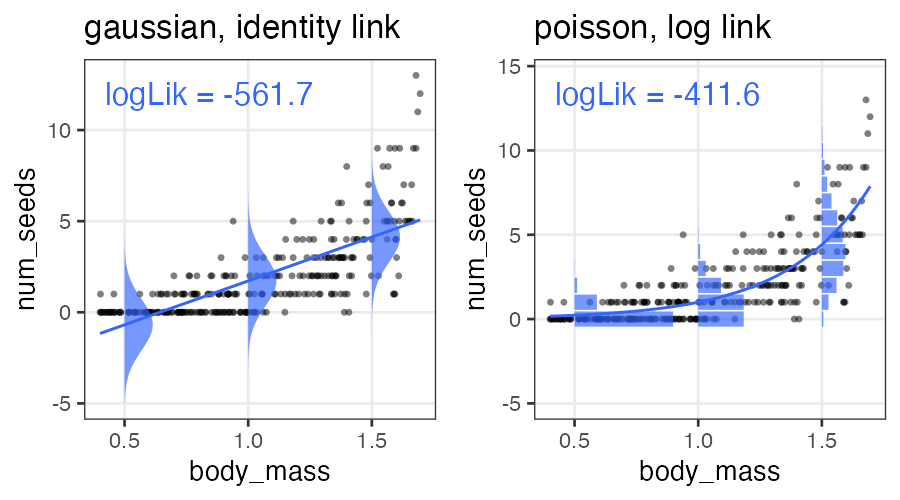 gaussian, identity link
logLik = -561.7
num_seeds
10
5
0
-5
0.5 1.0 1.5
body_mass
poisson, log link
logLik = -411.6
num_seeds
15
10
5
0
-5
0.5 1.0 1.5
body_mass